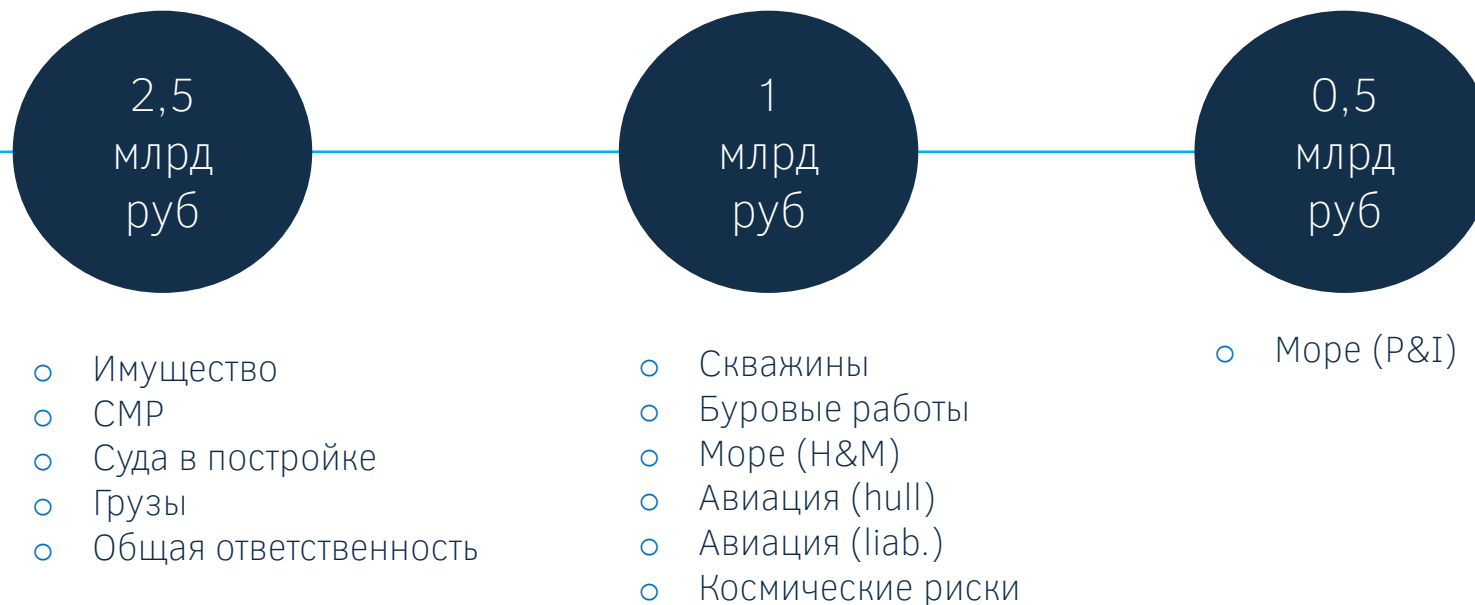 2,5
млрд
руб
1
млрд
руб
0,5
млрд
руб
Имущество
СМР
Суда в постройке
Грузы
Общая ответственность
Скважины
Буровые работы
Море (H&M)
Авиация (hull)
Авиация (liab.)
Космические риски
Море (P&I)